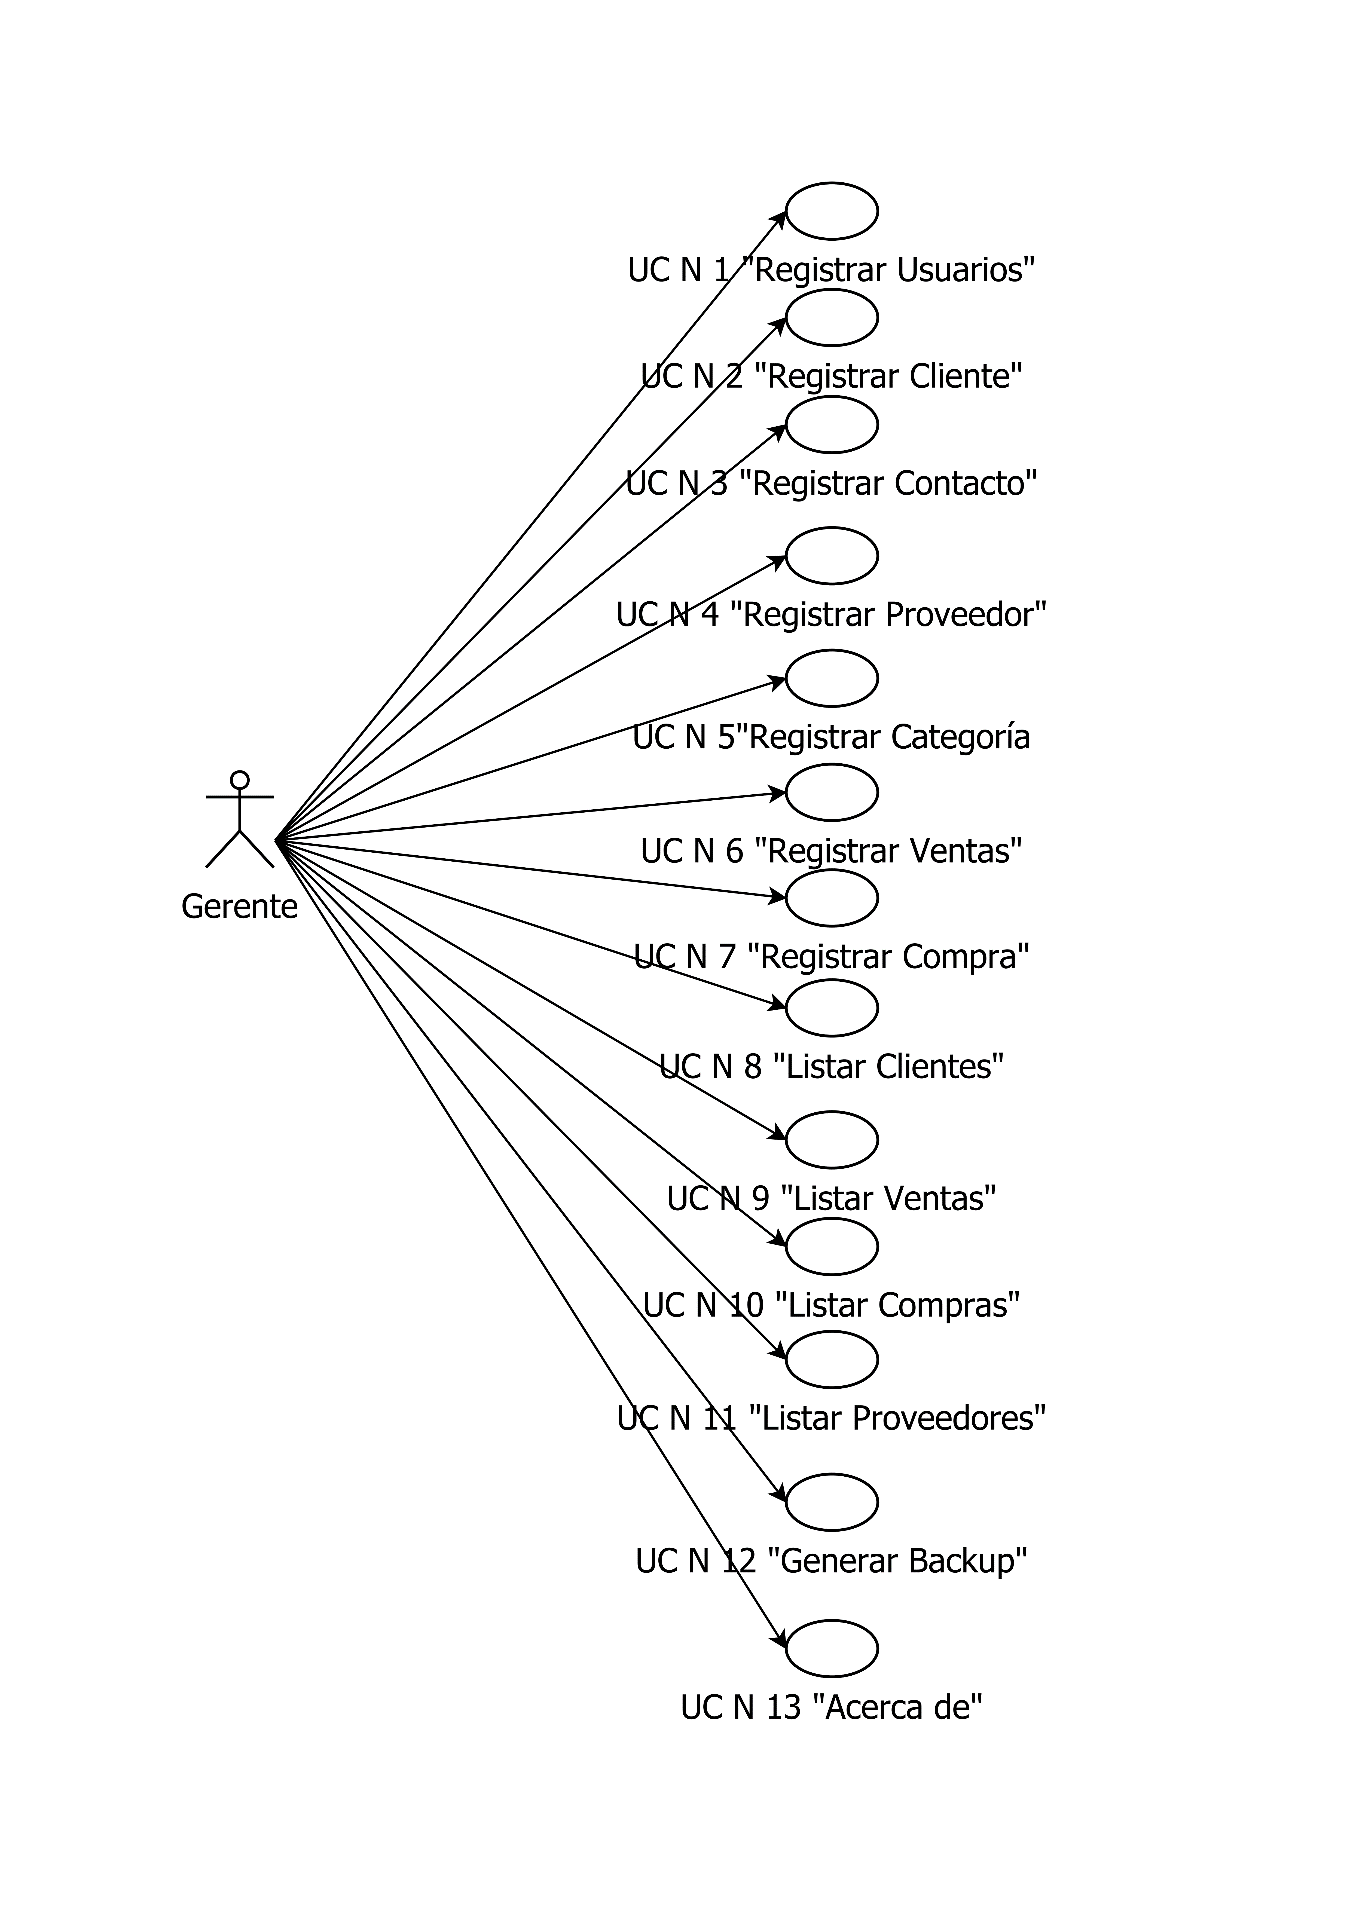 UC N 1 "Registrar Usuarios"
UC N 2 "Registrar Cliente"
UC N 3 "Registrar Contacto"
UC N 4 "Registrar Proveedor"
UC N 5"Registrar Categoría
UC N 6 "Registrar Ventas"
Gerente
UC N 7 "Registrar Compra"
UC N 8 "Listar Clientes"
UC N 9 "Listar Ventas"
UC N 10 "Listar Compras"
UC N 11 "Listar Proveedores"
UC N 12 "Generar Backup"
UC N 13 "Acerca de"